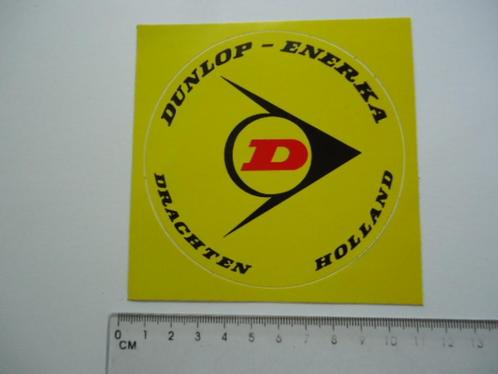 DUNLOP - ENERKA
D
DRACHTEN
HOLLAND
0 1 2 3 4 5 6 7 8 9 10 11 12 13
CM